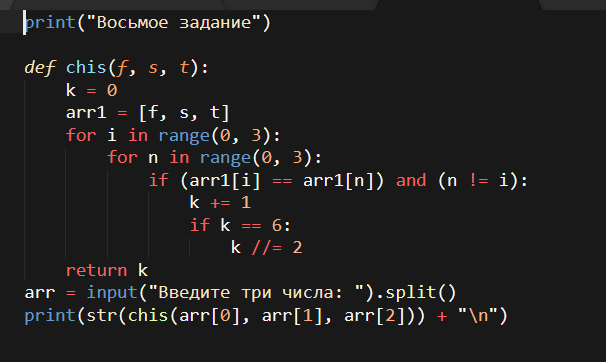 print("Восьмое задание")
def chis(f, s, t):
    k = 0
    arr1 = [f, s, t]
    for i in range(0, 3):
        for n in range(0, 3):
            if (arr1[i] == arr1[n]) and (n != i):
                k += 1
                if k == 6:
                    k //= 2
    return k
arr = input("Введите три числа: ").split()
print(str(chis(arr[0], arr[1], arr[2])) + "\n")